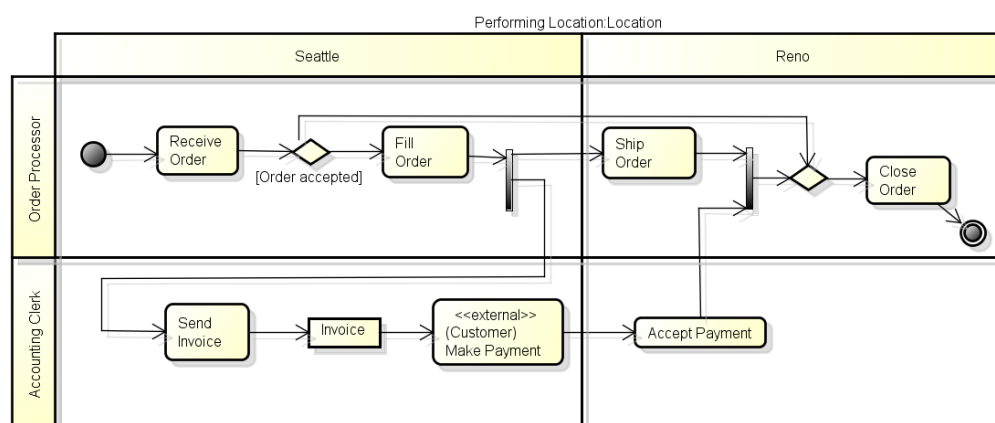 Performing Location:Location
Seattle
Reno
Order Processor
Receive
Order
[Order accepted]
Fill
Order
Ship
Order
Close
Order
Accounting Clerk
Send
Invoice
Invoice
<<external>>
(Customer)
Make Payment
Accept Payment